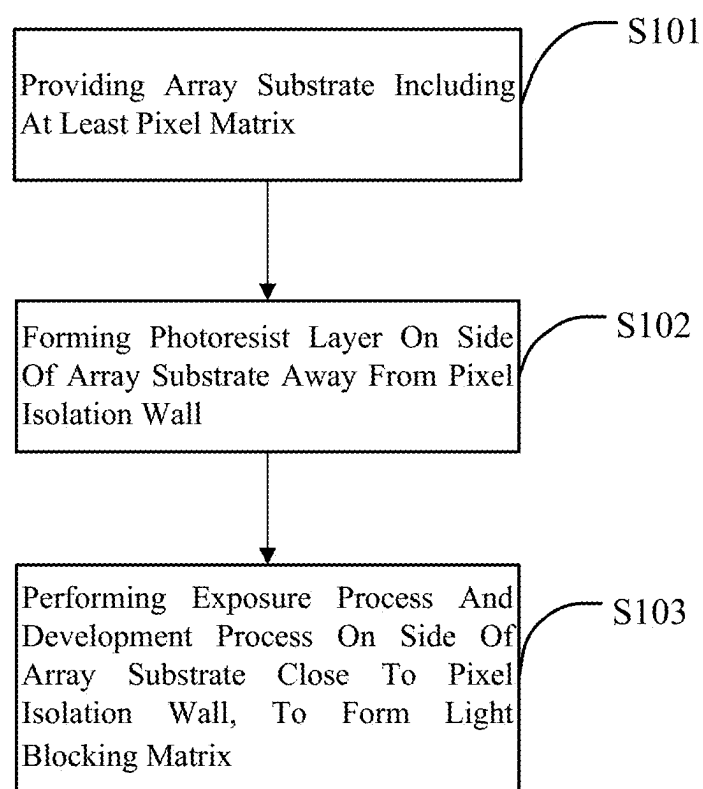 S101
Providing Array Substrate Including
At Least Pixel Matrix
S102
Forming Photoresist Layer On Side
Of Array Substrate Away From Pixel
Isolation Wall
S103
Performing Exposure Process And
Development Process On Side Of
Array Substrate Close To Pixel
Isolation Wall, To Form Light
Blocking Matrix